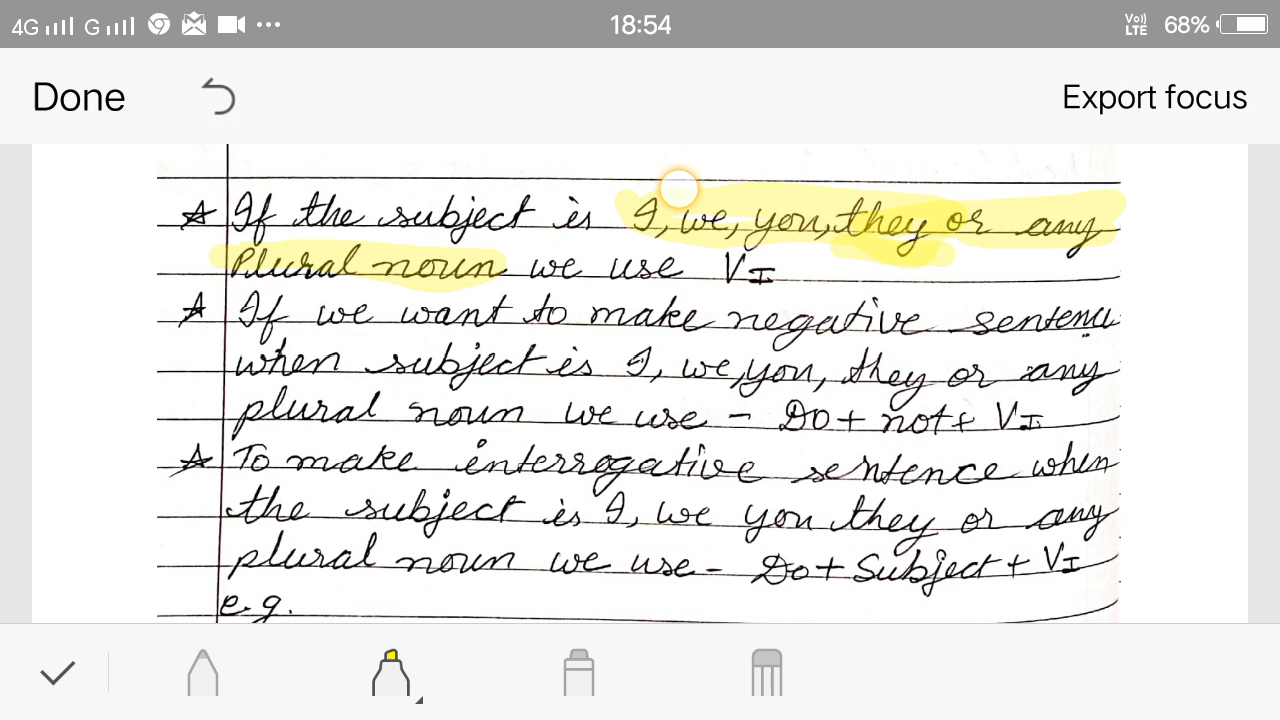 4G G 18:54 Vo)) LTE 68%
Done Export focus
If the subject is I, we, you, they or any
Plural noun we use VI
If we want to make negative sentence
when subject is I, we, you, they or any
plural noun we use - Do + not + VI
To make interrogative sentence when
the subject is I, we you they or any
plural noun we use - Do + Subject + VI
e.g.